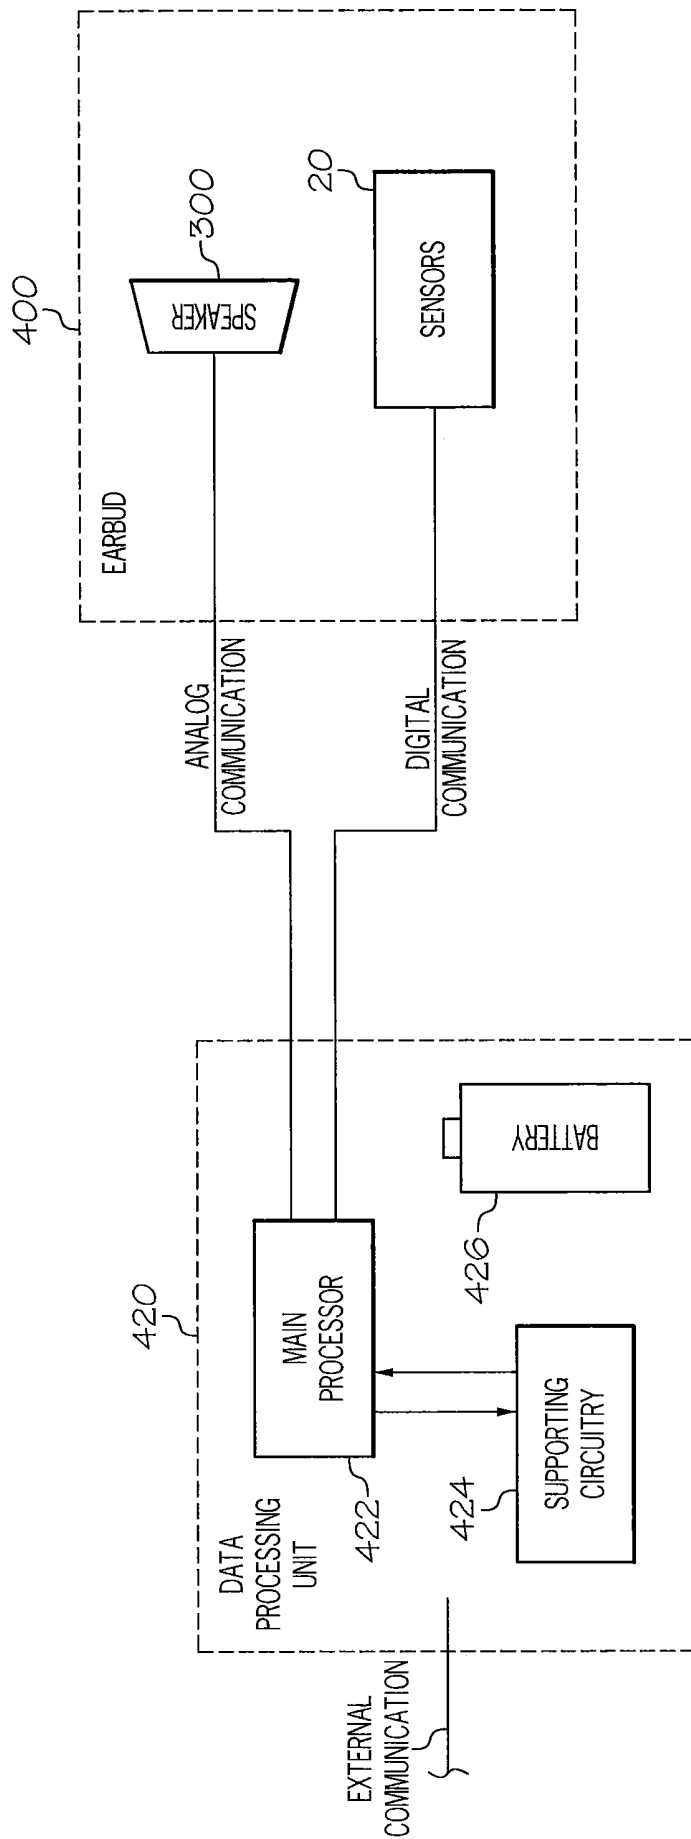 420
DATA
PROCESSING
UNIT
MAIN
PROCESSOR
422
424
SUPPORTING
CIRCUITRY
426
BATTERY
EXTERNAL
COMMUNICATION
ANALOG
COMMUNICATION
DIGITAL
COMMUNICATION
400
EARBUD
300
SPEAKER
20
SENSORS